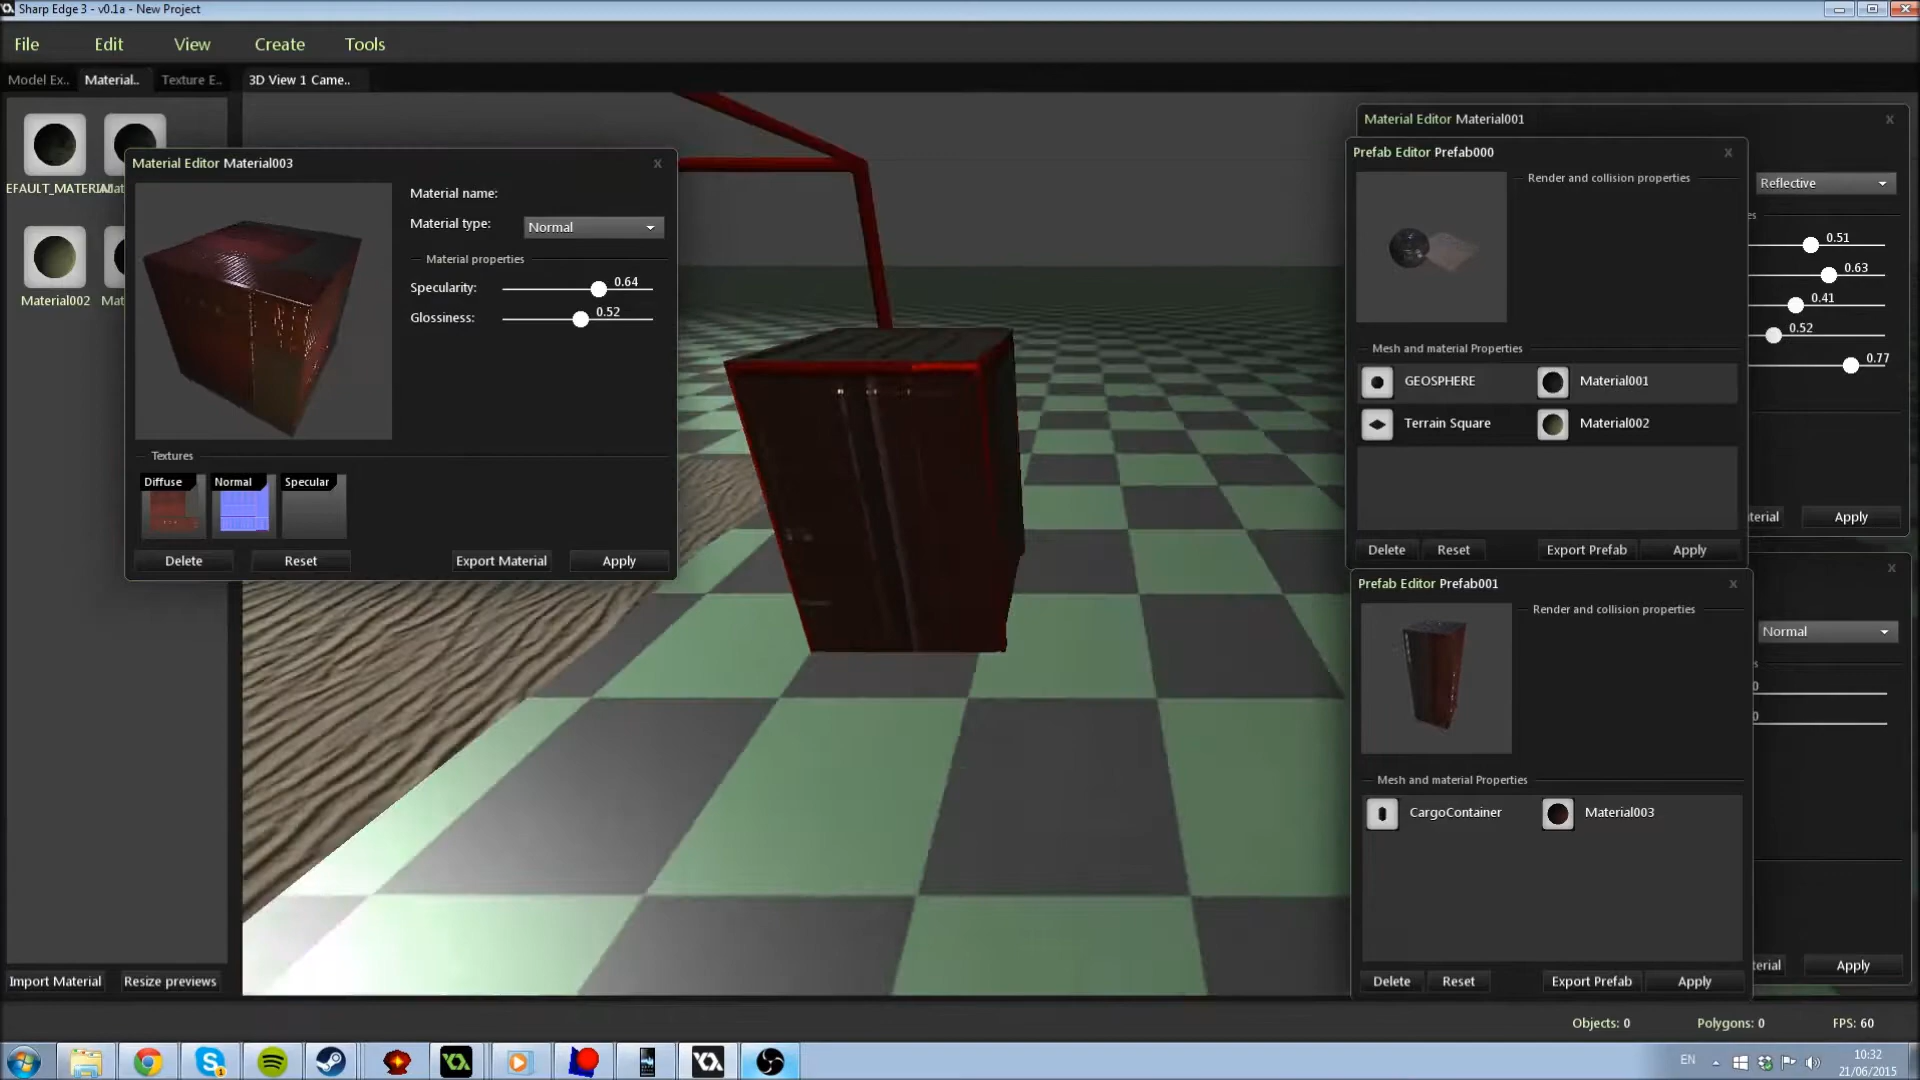 Sharp Edge 3 - v0.1a - New Project
File Edit View Create Tools
Model Ex.. Material.. Texture E.. 3D View 1 Came..
EFAULT_MATERIAL
Material002
Import Material Resize previews
Material Editor Material003 x
Material name:
Material type: Normal
Material properties
Specularity: 0.64
Glossiness: 0.52
Textures
Diffuse Normal Specular
Delete Reset Export Material Apply
Material Editor Material001 x
Reflective
0.51
0.63
0.41
0.52
0.77
terial Apply
Prefab Editor Prefab000 x
Render and collision properties
Mesh and material Properties
GEOSPHERE Material001
Terrain Square Material002
Delete Reset Export Prefab Apply
Prefab Editor Prefab001 x
Render and collision properties
Mesh and material Properties
CargoContainer Material003
Delete Reset Export Prefab Apply
x
Normal
0
0
terial Apply
Objects: 0 Polygons: 0 FPS: 60
EN 10:32
21/06/2015